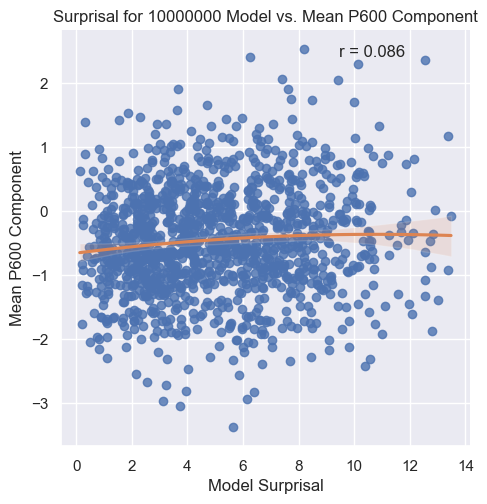 Surprisal for 10000000 Model vs. Mean P600 Component
r = 0.086
2
1
0
−1
−2
−3
Mean P600 Component
0 2 4 6 8 10 12 14
Model Surprisal